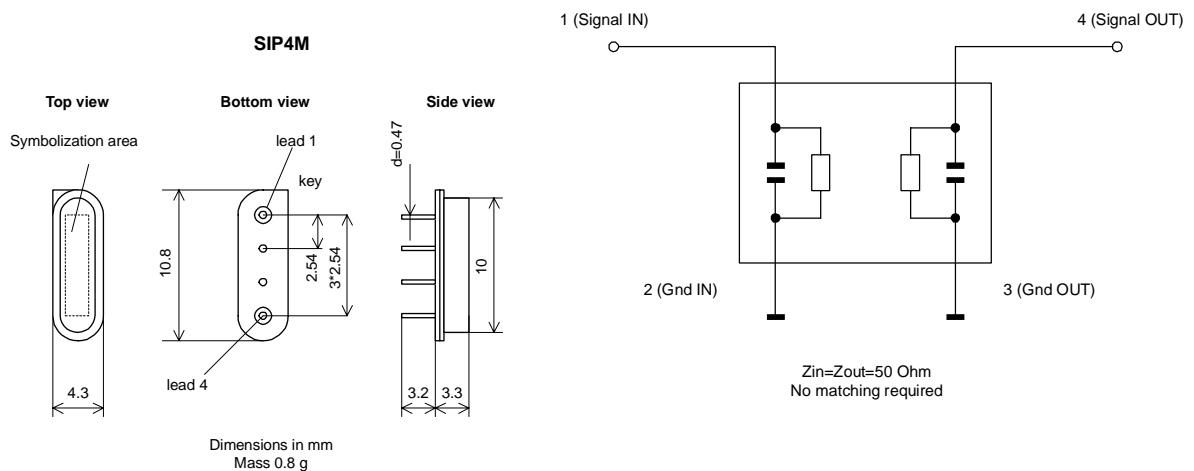 SIP4M
Top view
Bottom view
Side view
Symbolization area
lead 1
key
d=0.47
10.8
2.54
3*2.54
10
lead 4
4.3
3.2
3.3
Dimensions in mm
Mass 0.8 g
1 (Signal IN)
4 (Signal OUT)
2 (Gnd IN)
3 (Gnd OUT)
Zin=Zout=50 Ohm
No matching required